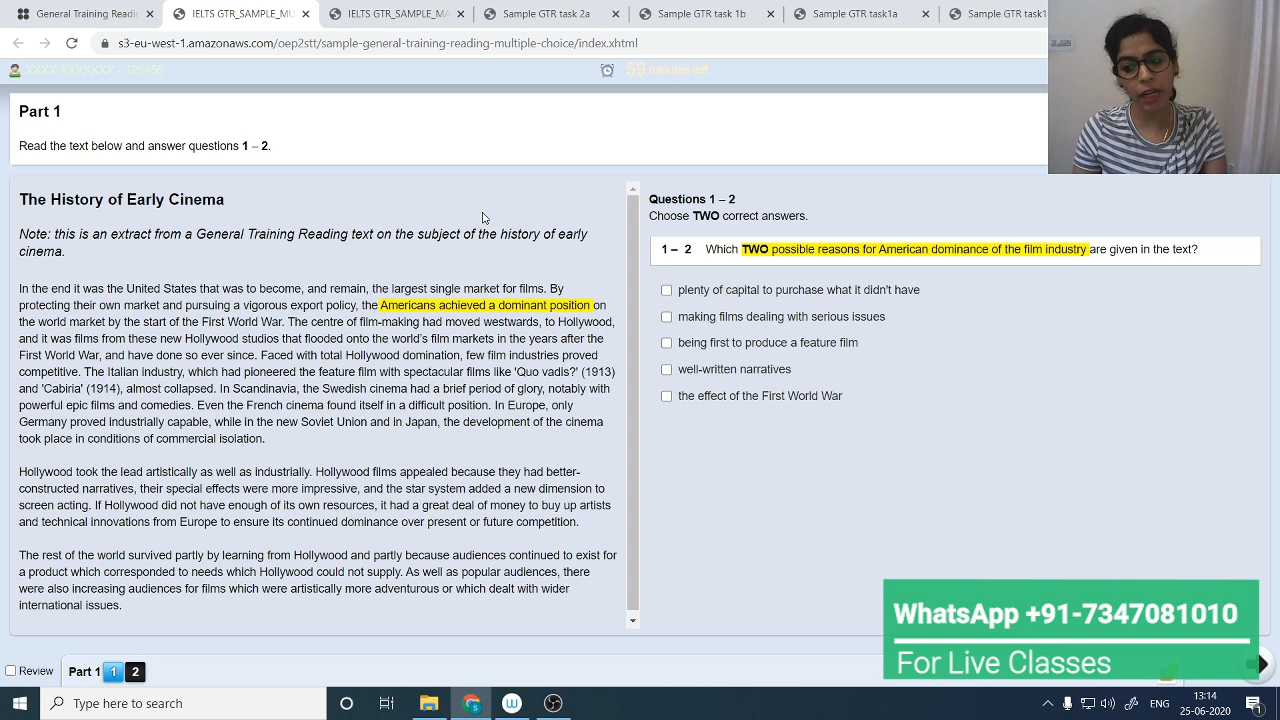 IELTS GTR_SAMPLE_MU
IELTS GTR_SAMPLE_MA
Sample GTR task 2a
Sample GTR task 1b
Sample GTR task1a
Sample GTR task1
s3-eu-west-1.amazonaws.com/cap2stt/sample/general-training-reading-multiple-choice/index.xhtml
XXXX XXXXXXX - 123456
59 minutes left
Part 1
Read the text below and answer questions 1 – 2.
The History of Early Cinema
Note: this is an extract from a General Training Reading text on the subject of the history of early
cinema.
In the end it was the United States that was to become, and remain, the largest single market for films. By
protecting their own market and pursuing a vigorous export policy, the Americans achieved a dominant position on
the world market by the start of the First World War. The centre of film-making had moved westwards, to Hollywood,
and it was films from these new Hollywood studios that flooded onto the world's film markets in the years after the
First World War, and have done so ever since. Faced with total Hollywood domination, few film industries proved
competitive. The Italian industry, which had pioneered the feature film with spectacular films like 'Quo vadis?' (1913)
and 'Cabiria' (1914), almost collapsed. In Scandinavia, the Swedish cinema had a brief period of glory, notably with
powerful epic films and comedies. Even the French cinema found itself in a difficult position. In Europe, only
Germany proved industrially capable, while in the new Soviet Union and in Japan, the development of the cinema
took place in conditions of commercial isolation.
Hollywood took the lead artistically as well as industrially. Hollywood films appealed because they had better-
constructed narratives, their special effects were more impressive, and the star system added a new dimension to
screen acting. If Hollywood did not have enough of its own resources, it had a great deal of money to buy up artists
and technical innovations from Europe to ensure its continued dominance over present or future competition.
The rest of the world survived partly by learning from Hollywood and partly because audiences continued to exist for
a product which corresponded to needs which Hollywood could not supply. As well as popular audiences, there
were also increasing audiences for films which were artistically more adventurous or which dealt with wider
international issues.
Questions 1 – 2
Choose TWO correct answers.
1 – 2 Which TWO possible reasons for American dominance of the film industry are given in the text?
plenty of capital to purchase what it didn't have
making films dealing with serious issues
being first to produce a feature film
well-written narratives
the effect of the First World War
WhatsApp +91-7347081010
For Live Classes
Review Part 1 1 2
Type here to search
ENG
13:14
25-06-2020